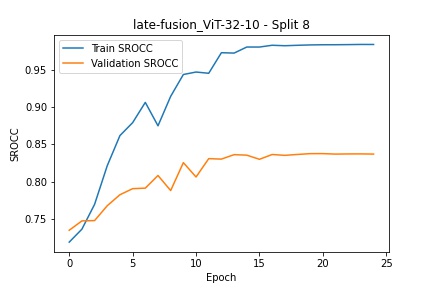 late-fusion_ViT-32-10 - Split 8
Train SROCC
Validation SROCC
SROCC
0.95
0.90
0.85
0.80
0.75
0 5 10 15 20 25
Epoch